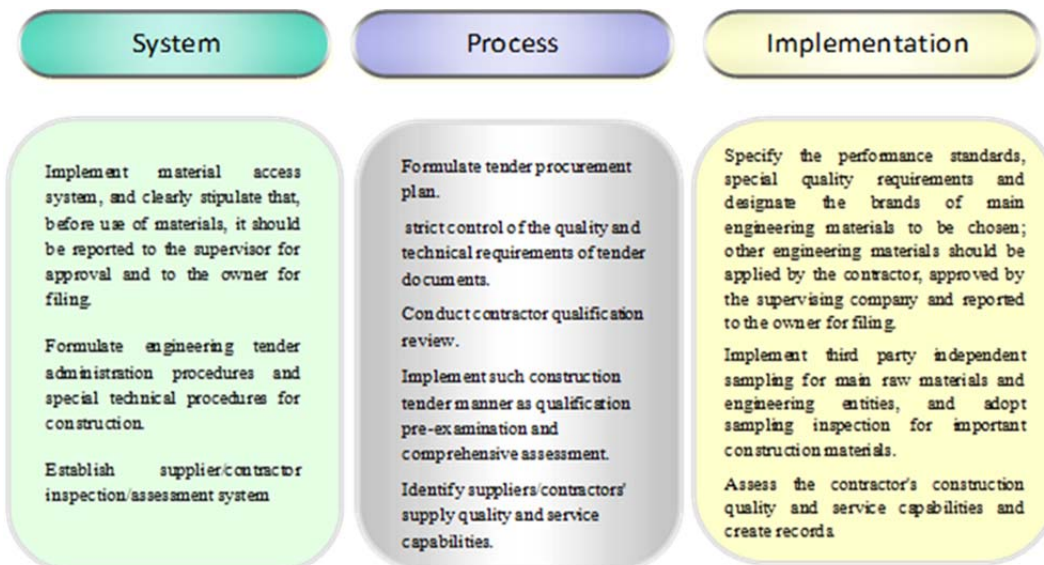 System
Process
Implementation
Implement material access
system, and clearly stipulate that,
before use of materials, it should
be reported to the supervisor for
approval and to the owner for
filing.
Formulate engineering tender
administration procedures and
special technical procedures for
construction.
Establish supplier/contractor
inspection/assessment system
Formulate tender procurement
plan.
strict control of the quality and
technical requirements of tender
documents.
Conduct contractor qualification
review.
Implement such construction
tender manner as qualification
pre-examination and
comprehensive assessment.
Identify suppliers/contractors'
supply quality and service
capabilities.
Specify the performance standards,
special quality requirements and
designate the brands of main
engineering materials to be chosen;
other engineering materials should be
applied by the contractor, approved by
the supervising company and reported
to the owner for filing.
Implement third party independent
sampling for main raw materials and
engineering entities, and adopt
sampling inspection for important
construction materials.
Assess the contractor's construction
quality and service capabilities and
create records.